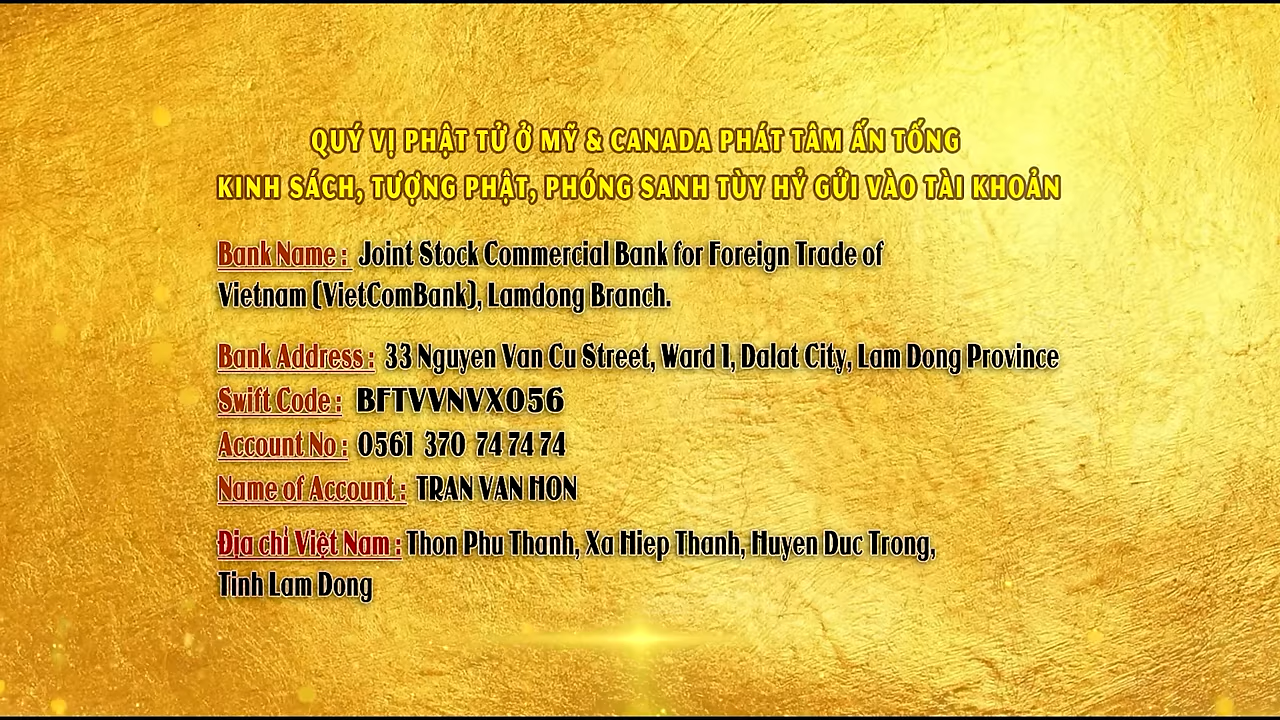 QUÝ VỊ PHẬT TỬ Ở MỸ & CANADA PHÁT TÂM ẤN TỐNG
KINH SÁCH, TƯỢNG PHẬT, PHÓNG SANH TÙY HỶ GỬI VÀO TÀI KHOẢN
Bank Name : Joint Stock Commercial Bank for Foreign Trade of
Vietnam (VietComBank), Lamdong Branch.
Bank Address : 33 Nguyen Van Cu Street, Ward 1, Dalat City, Lam Dong Province
Swift Code : BFTVVNVX056
Account No : 0561 370 74 74 74
Name of Account : TRAN VAN HON
Địa chỉ Việt Nam : Thon Phu Thanh, Xa Hiep Thanh, Huyen Duc Trong,
Tinh Lam Dong